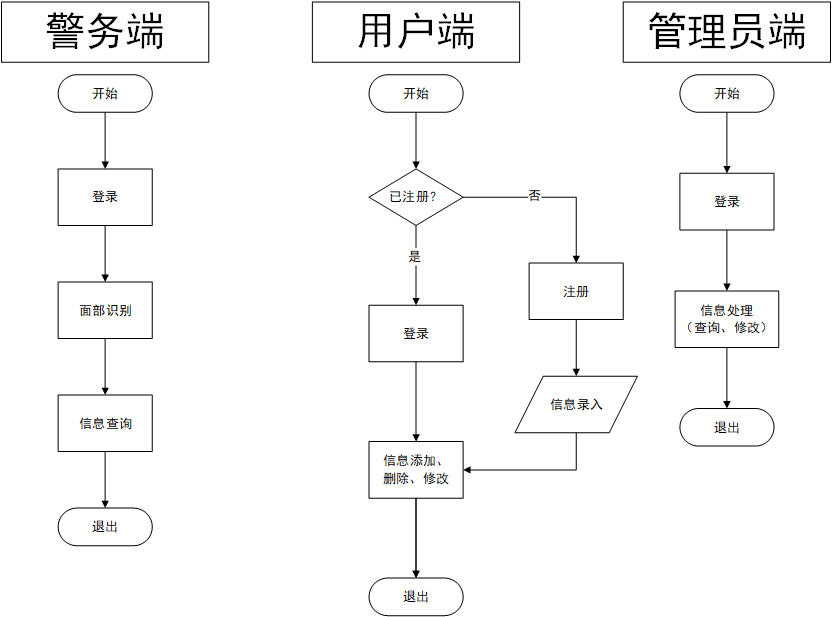 警务端
开始
登录
面部识别
信息查询
退出
用户端
开始
已注册？
否
是
注册
登录
信息录入
信息添加、
删除、修改
退出
管理员端
开始
登录
信息处理
（查询、修改）
退出